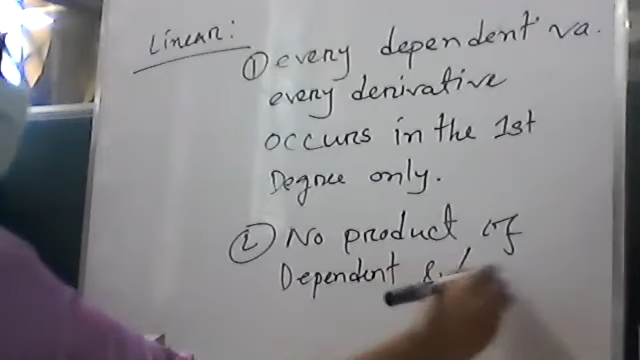 Linear:
① every dependent va.
every derivative
occurs in the 1st
Degree only.
② No product of
Dependent &